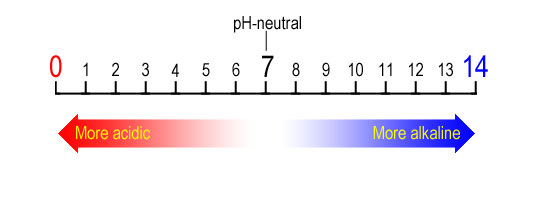 pH-neutral
0 1 2 3 4 5 6 7 8 9 10 11 12 13 14
More acidic More alkaline